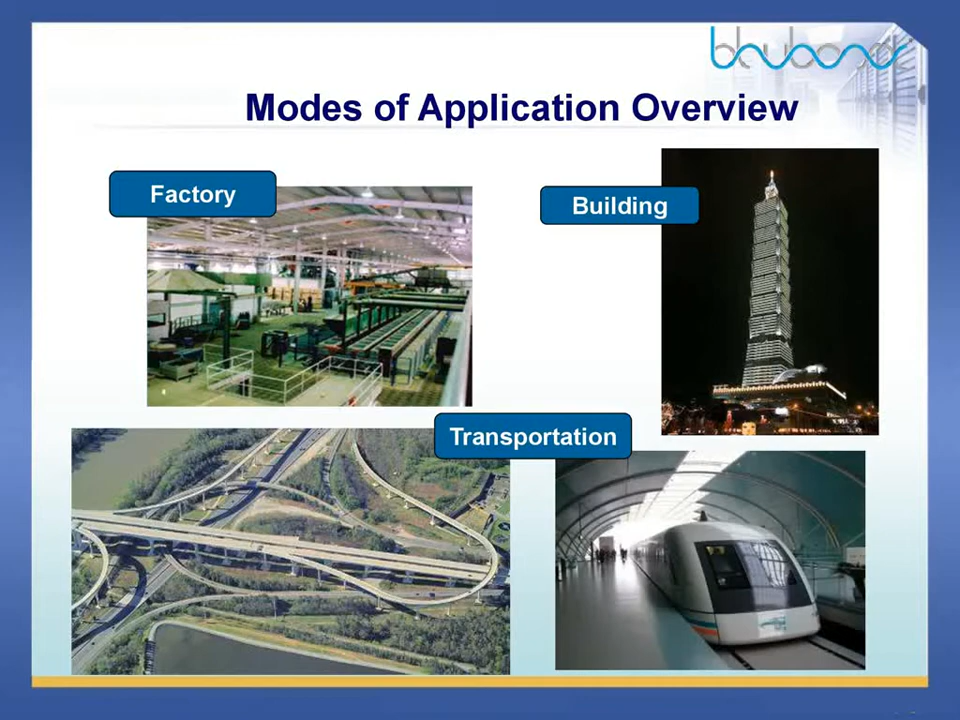 Modes of Application Overview
Factory
Building
Transportation